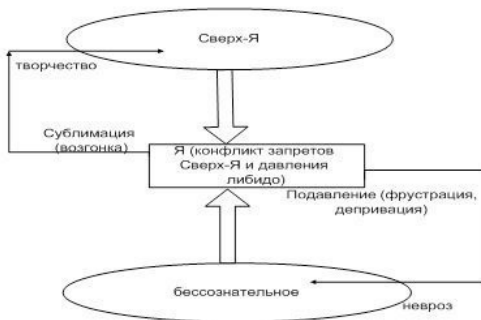 Сверх-Я
творчество
Сублимация
(возгонка)
Я (конфликт запретов
Сверх-Я и давления
либидо)
Подавление (фрустрация,
депривация)
бессознательное
невроз